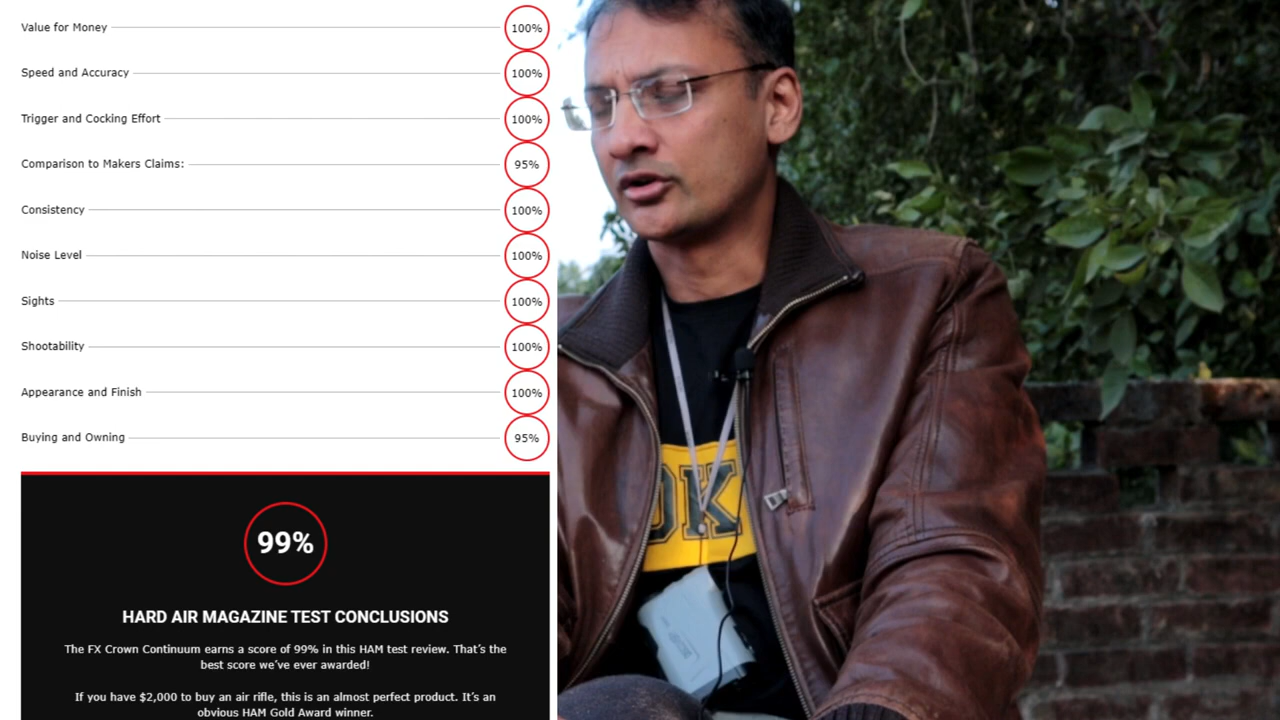 Value for Money 100%
Speed and Accuracy 100%
Trigger and Cocking Effort 100%
Comparison to Makers Claims: 95%
Consistency 100%
Noise Level 100%
Sights 100%
Shootability 100%
Appearance and Finish 100%
Buying and Owning 95%
99%
HARD AIR MAGAZINE TEST CONCLUSIONS
The FX Crown Continuum earns a score of 99% in this HAM test review. That's the
best score we've ever awarded!
If you have $2,000 to buy an air rifle, this is an almost perfect product. It's an
obvious HAM Gold Award winner.
OK